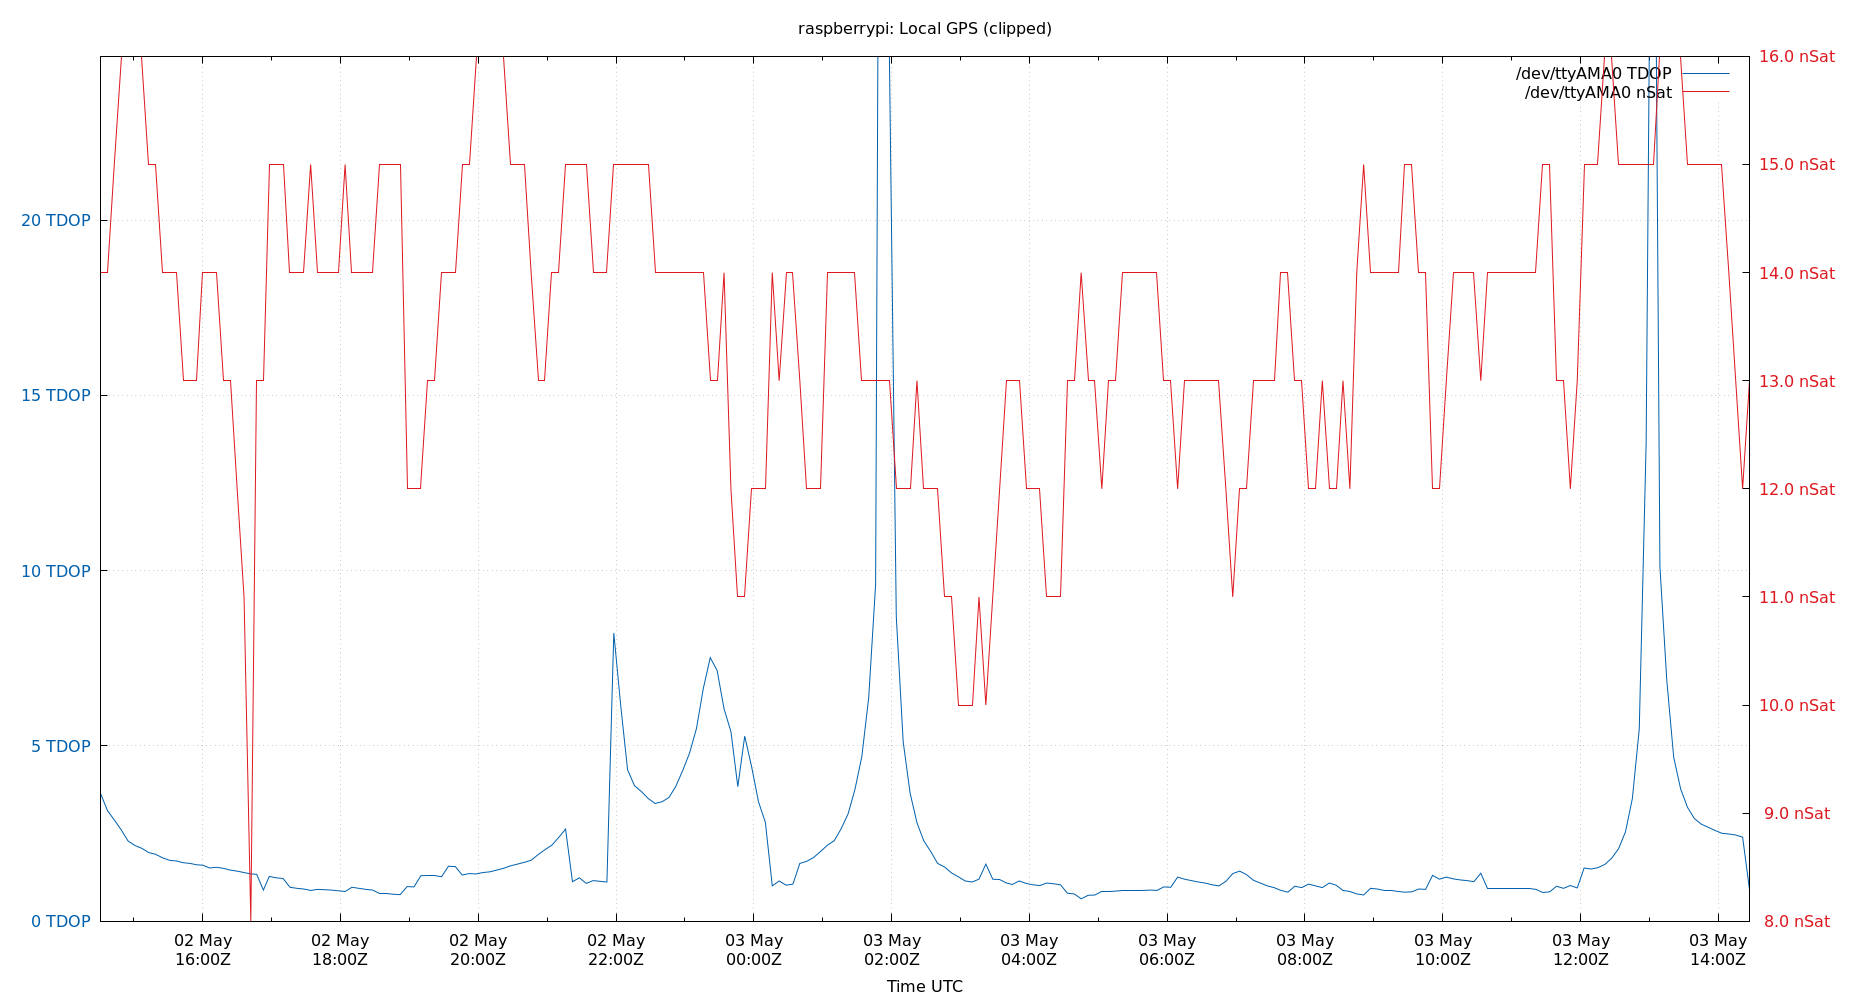 raspberrypi: Local GPS (clipped)
16.0 nSat
/dev/ttyAMA0 TDOP
/dev/ttyAMA0 nSat
15.0 nSat
20 TDOP
14.0 nSat
15 TDOP
13.0 nSat
12.0 nSat
10 TDOP
11.0 nSat
10.0 nSat
5 TDOP
9.0 nSat
0 TDOP
8.0 nSat
02 May 02 May 02 May 02 May 03 May 03 May 03 May 03 May 03 May 03 May 03 May 03 May
16:00Z 18:00Z 20:00Z 22:00Z 00:00Z 02:00Z 04:00Z 06:00Z 08:00Z 10:00Z 12:00Z 14:00Z
Time UTC